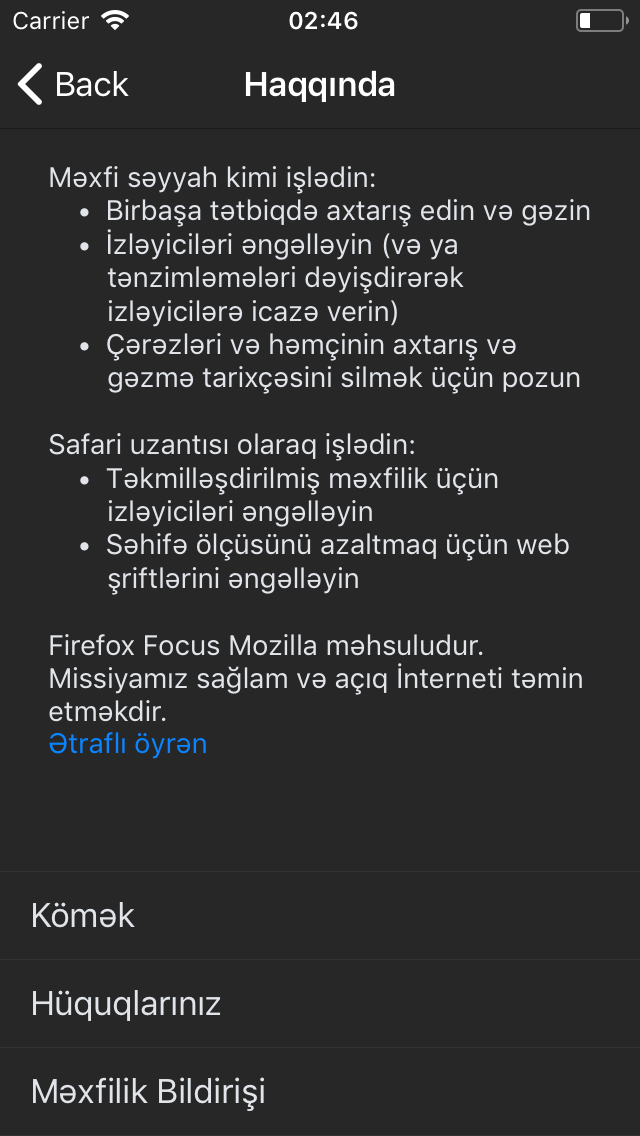 Carrier 02:46
Back Haqqında
Məxfi səyyah kimi işlədin:
• Birbaşa tətbiqdə axtarış edin və gəzin
• İzləyiciləri əngəlləyin (və ya
tənzimləmələri dəyişdirərək
izləyicilərə icazə verin)
• Çərəzləri və həmçinin axtarış və
gəzmə tarixçəsini silmək üçün pozun
Safari uzantısı olaraq işlədin:
• Təkmilləşdirilmiş məxfilik üçün
izləyiciləri əngəlləyin
• Səhifə ölçüsünü azaltmaq üçün web
şriftlərini əngəlləyin
Firefox Focus Mozilla məhsuludur.
Missiyamız sağlam və açıq İnterneti təmin
etməkdir.
Ətraflı öyrən
Kömək
Hüquqlarınız
Məxfilik Bildirişi